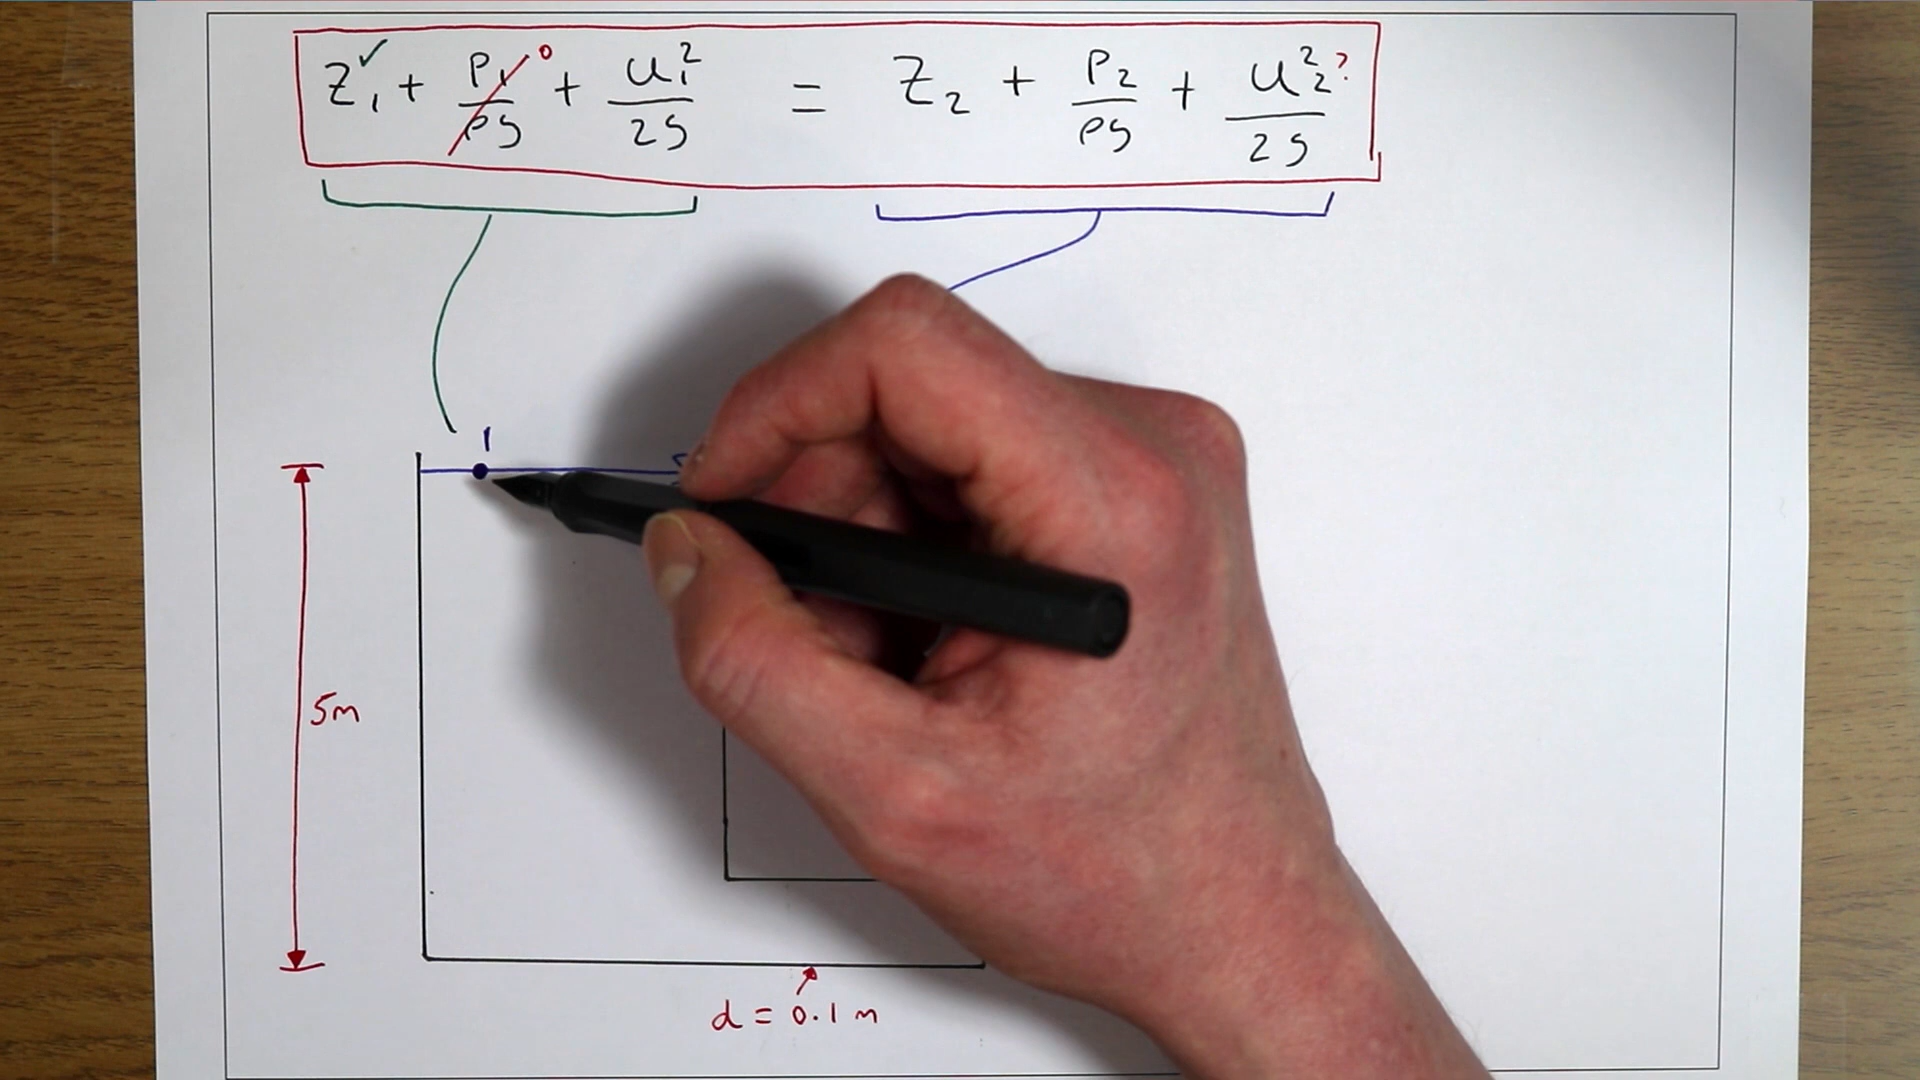 Z₁ ✓ + P₁/ρg 0 + u₁²/2g = Z₂ + P₂/ρg + u₂²/2g ?
1
5m
d = 0.1 m